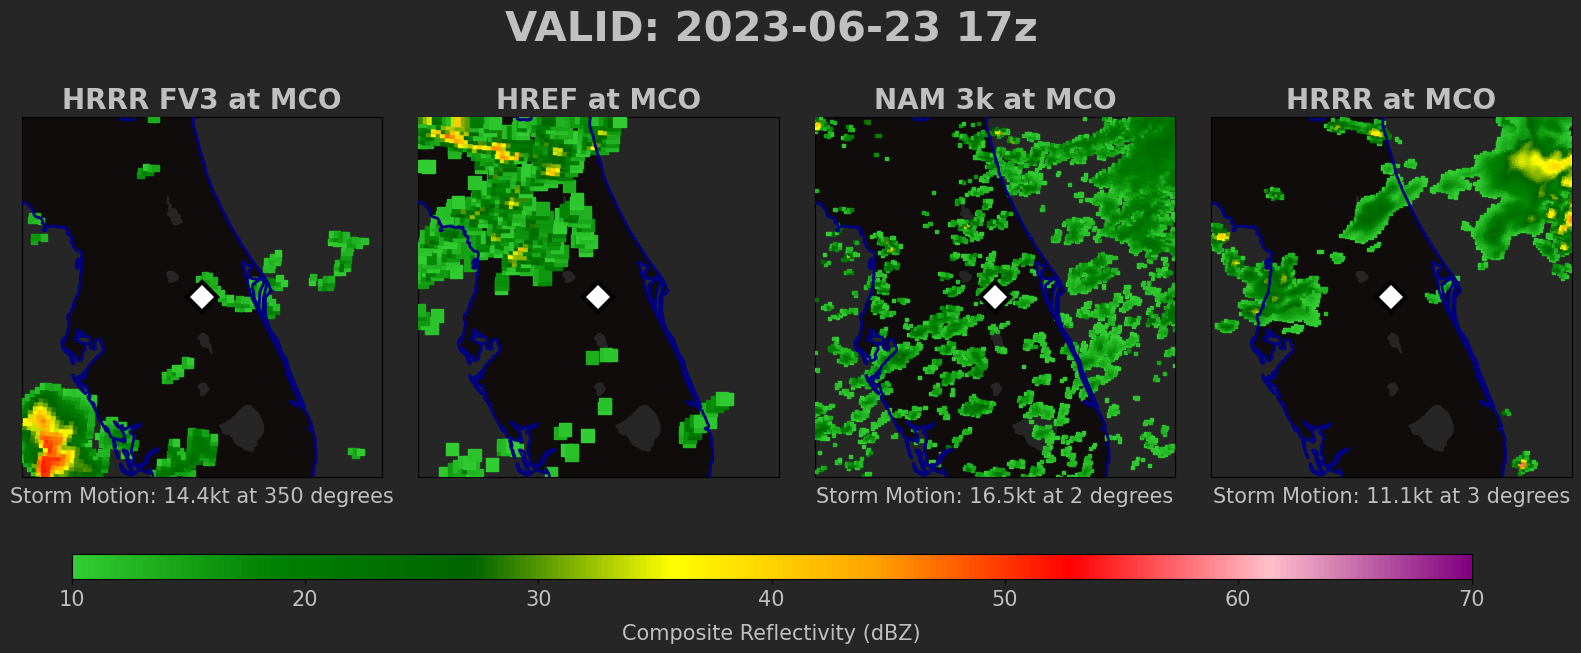 VALID: 2023-06-23 17z
HRRR FV3 at MCO
HREF at MCO
NAM 3k at MCO
HRRR at MCO
Storm Motion: 14.4kt at 350 degrees
Storm Motion: 16.5kt at 2 degrees
Storm Motion: 11.1kt at 3 degrees
10 20 30 40 50 60 70
Composite Reflectivity (dBZ)